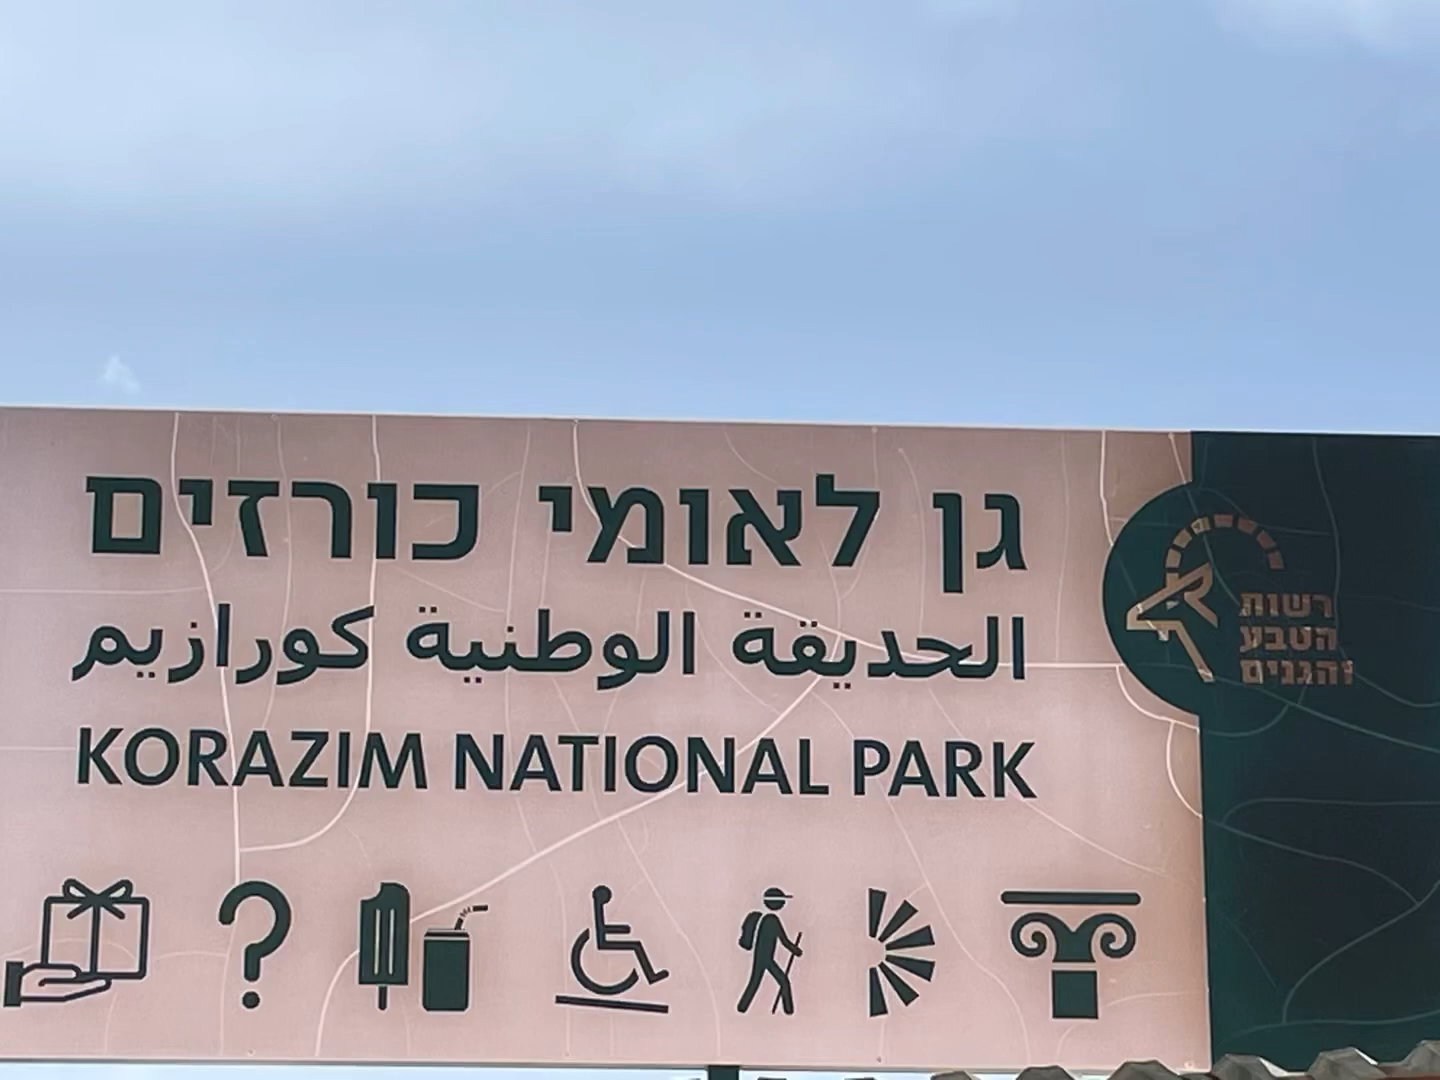 גן לאומי כורזים
الحديقة الوطنية كورازيم
KORAZIM NATIONAL PARK
רשות
הטבע
והגנים